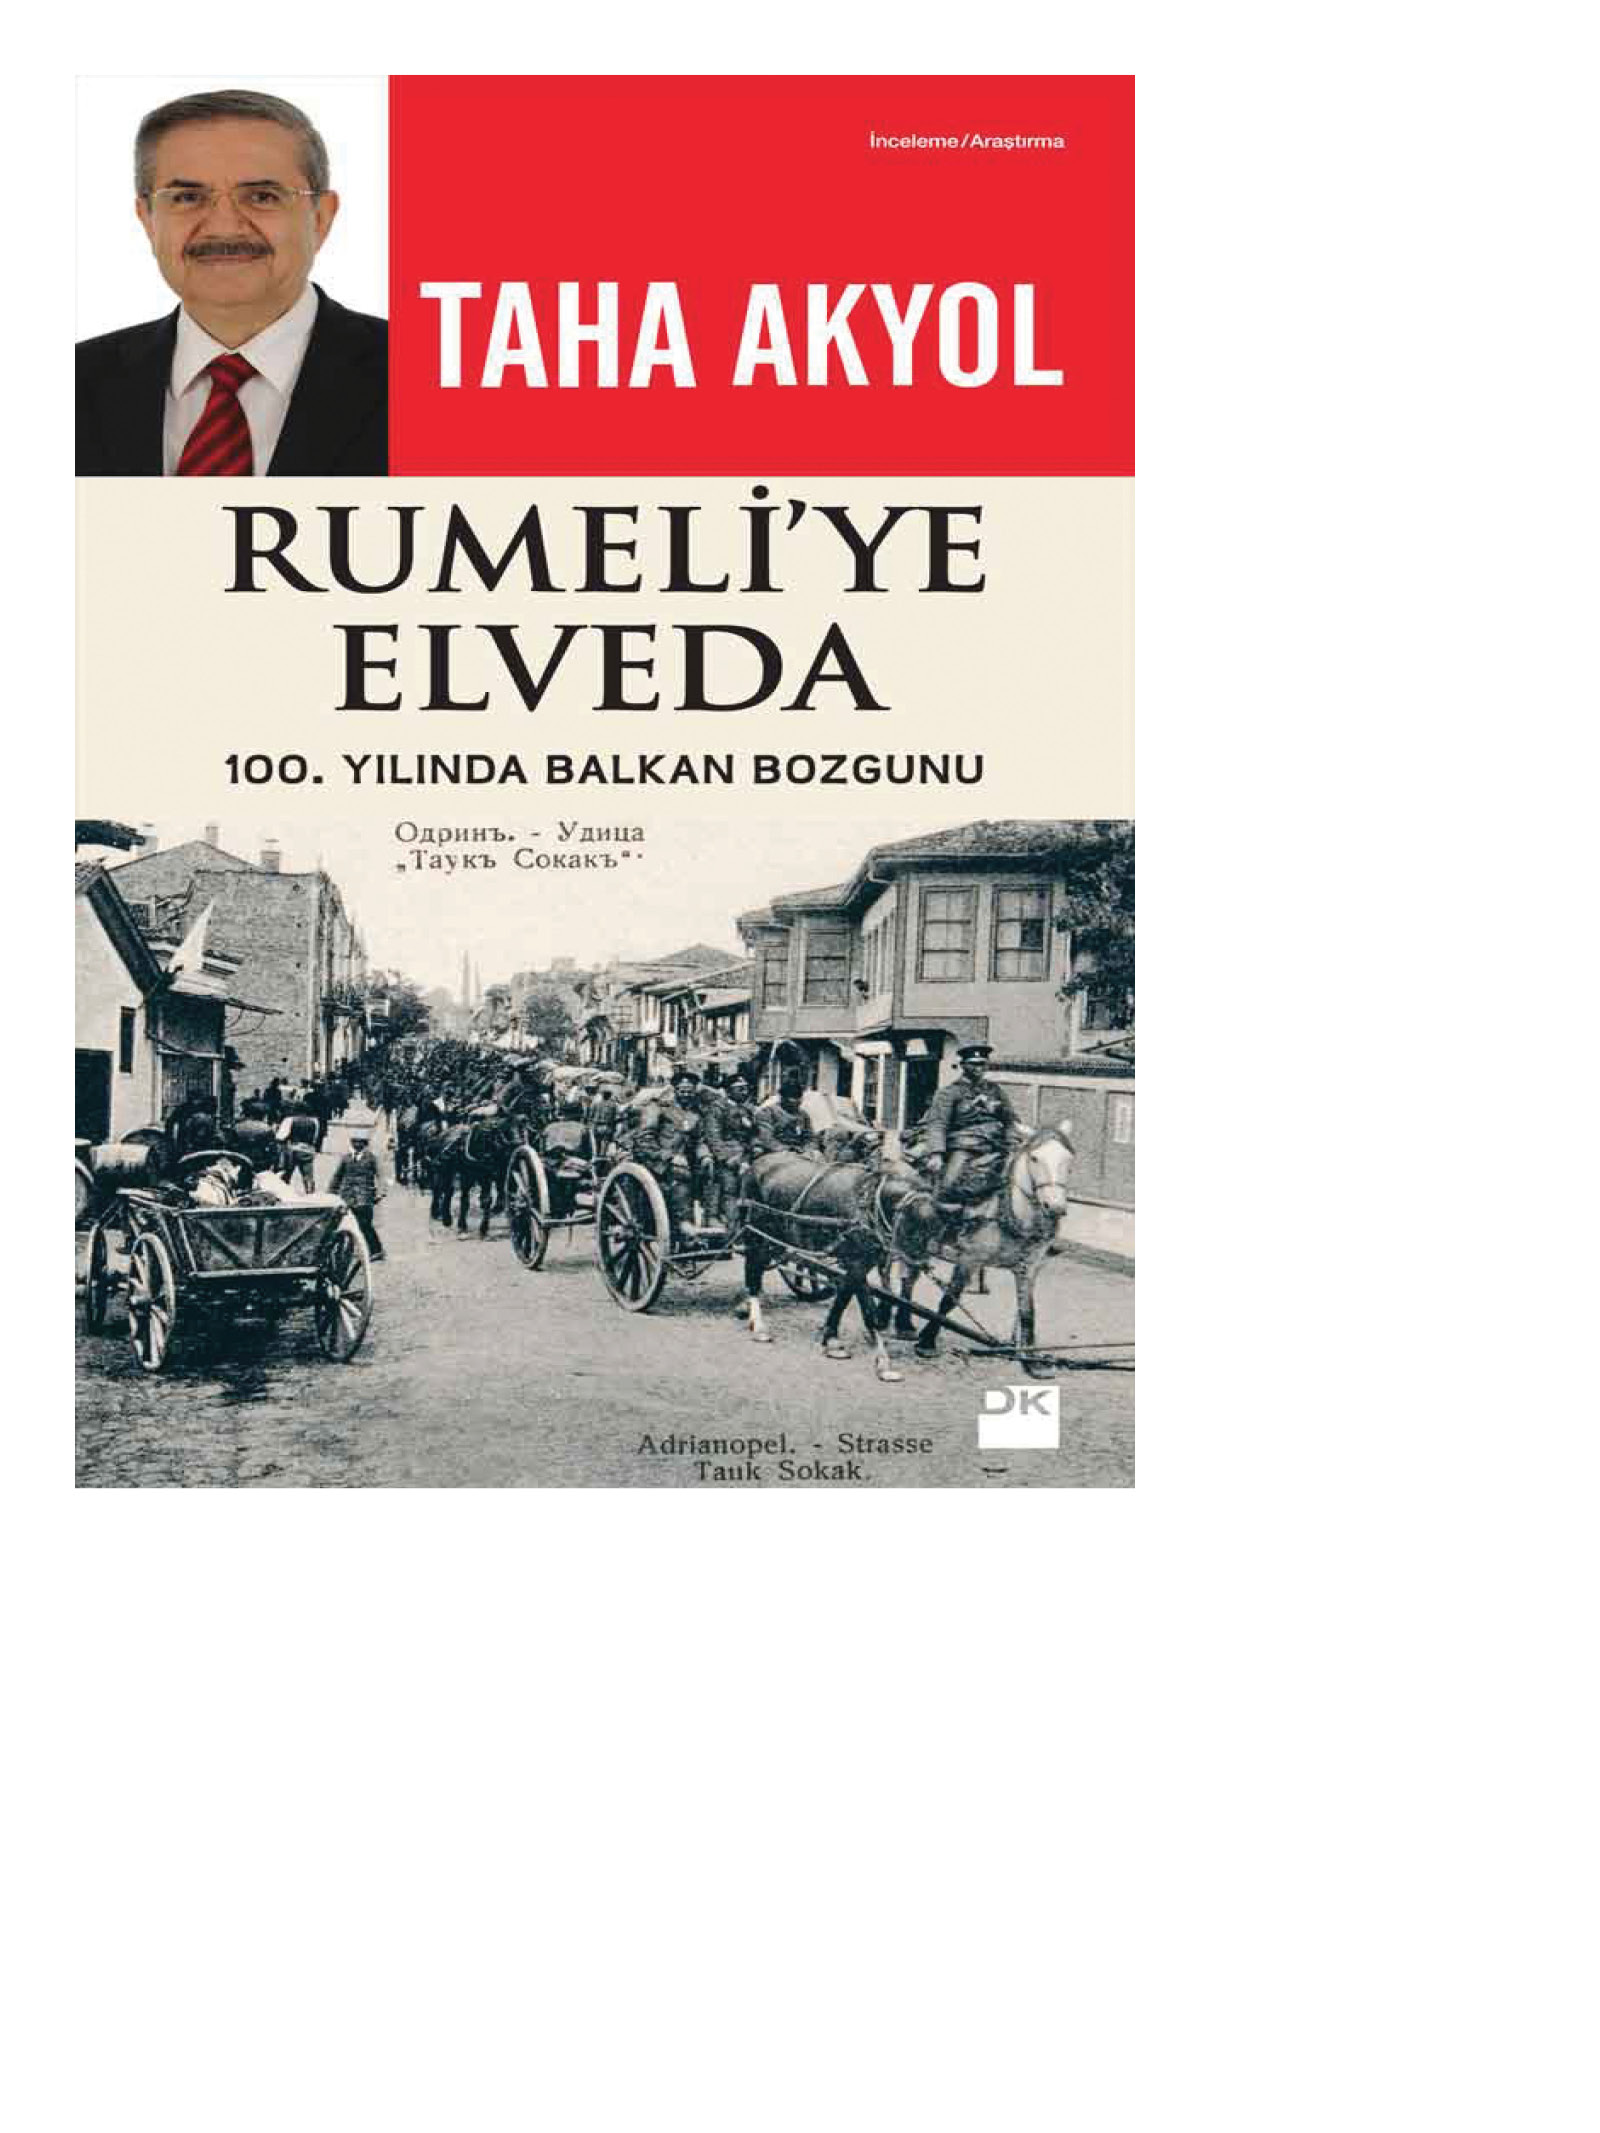 İnceleme/Araştırma
TAHA AKYOL
RUMELİ’YE
ELVEDA
100. YILINDA BALKAN BOZGUNU
Одринъ. - Улица
„Таукъ Сокакъ“.
DK
Adrianopel. - Strasse
Tauk Sokak.